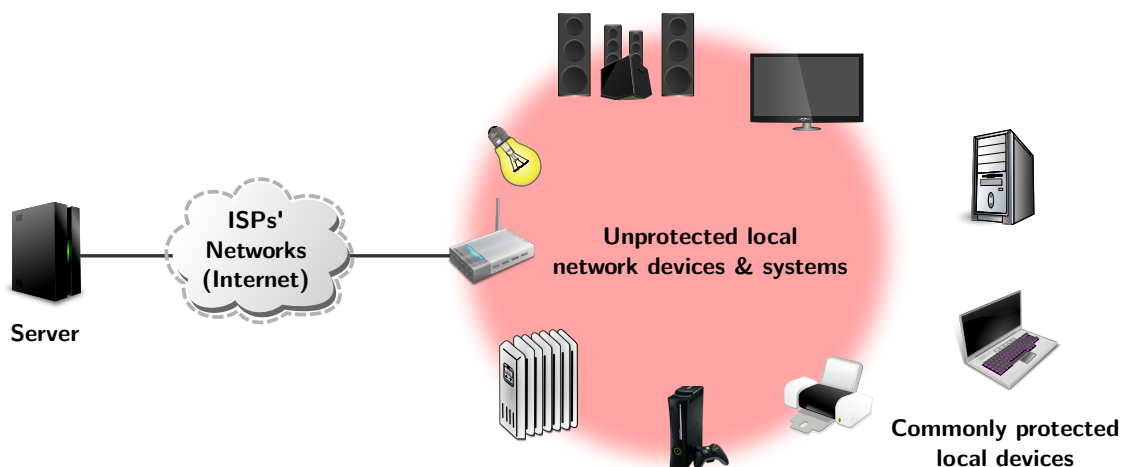 ISPs'
Networks
(Internet)
Server
Unprotected local
network devices & systems
Commonly protected
local devices